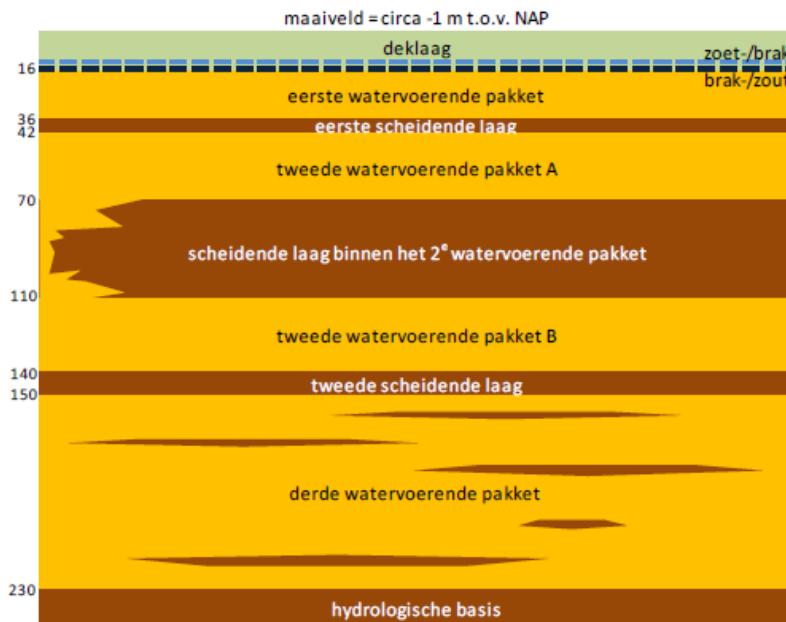 maaiveld = circa -1 m t.o.v. NAP
deklaag
zoet-/brak
16
brak-/zout
eerste watervoerende pakket
36
eerste scheidende laag
42
tweede watervoerende pakket A
70
scheidende laag binnen het 2ᵉ watervoerende pakket
110
tweede watervoerende pakket B
140
tweede scheidende laag
150
derde watervoerende pakket
230
hydrologische basis